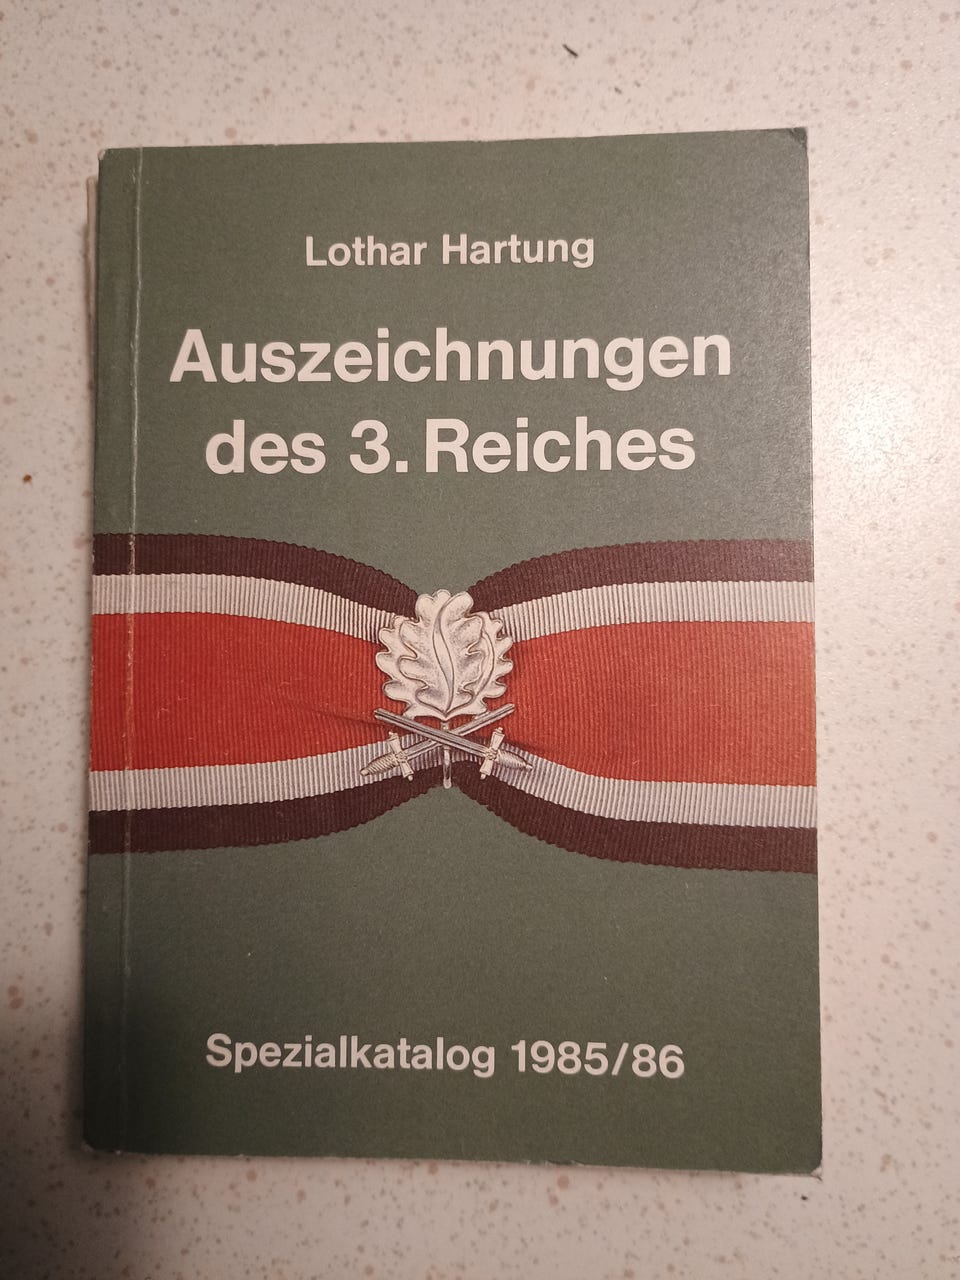 Lothar Hartung
Auszeichnungen
des 3. Reiches
Spezialkatalog 1985/86